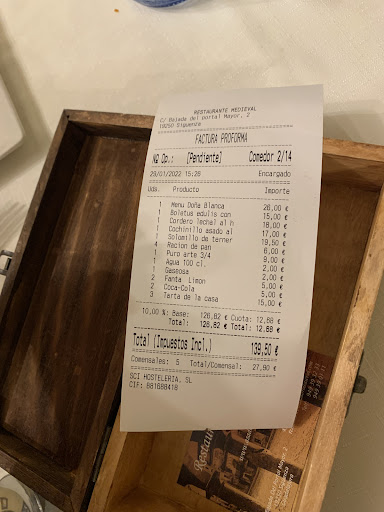 RESTAURANTE MEDIEVAL
C/ Bajada del portal Mayor, 2
19250 Siguenza
FACTURA PROFORMA
Nº Op.: [Pendiente] Comedor 2/14
29/01/2022 15:28 Encargado
Uds. Producto Importe
1 Menu Doña Blanca 26,00 €
1 Boletus edulis con 15,00 €
1 Cordero lechal al h 18,00 €
1 Cochinillo asado al 17,00 €
1 Solomillo de terner 19,50 €
4 Racion de pan 6,00 €
1 Puro arte 3/4 9,00 €
1 Agua 100 cl. 2,00 €
1 Gaseosa 2,00 €
2 Fanta Limon 5,00 €
2 Coca-Cola 5,00 €
3 Tarta de la casa 15,00 €
10,00 %: Base: 126,82 Cuota: 12,68 €
Total: 126,82 € Total: 12,68 €
Total (Impuestos Incl.) 139,50 €
Comensales: 5 Total/Comensal: 27,90 €
SCI HOSTELERIA, SL
CIF: B81688418
Restaur